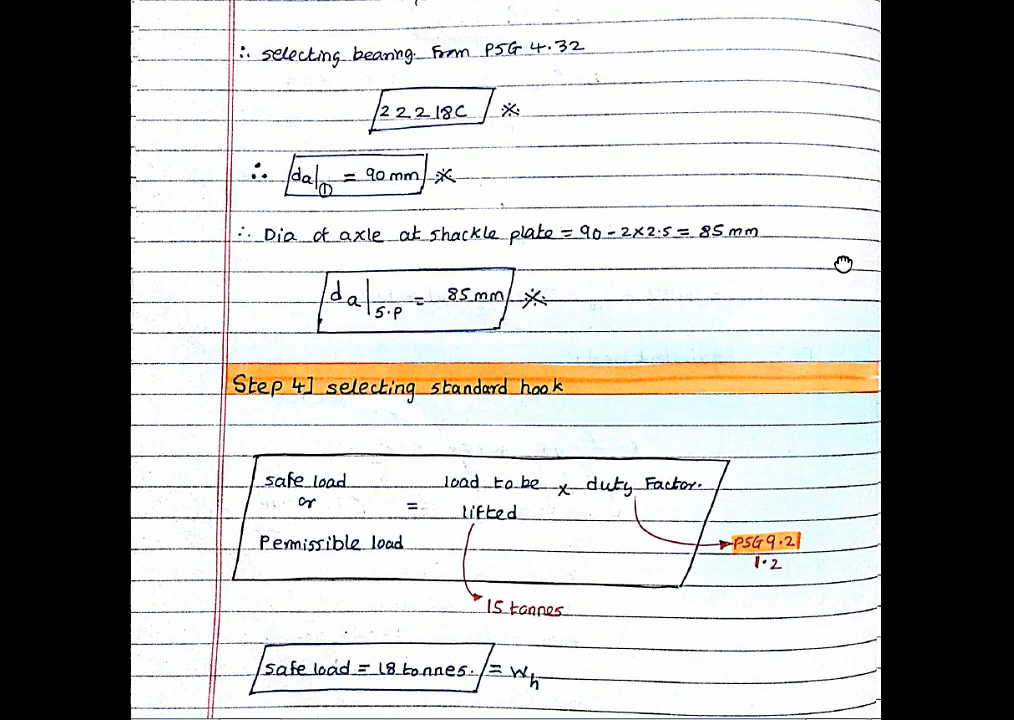 ∴ selecting bearing from PSG 4.32
22218C ※
∴ da|① = 90 mm ※
∴ Dia of axle at shackle plate = 90 - 2×2.5 = 85 mm
da|S.P = 85 mm ※
Step 4] selecting standard hook
safe load or Permissible load = load to be lifted × duty Factor.
PSG 9.2
1.2
15 tonnes
safe load = 18 tonnes. = Wh